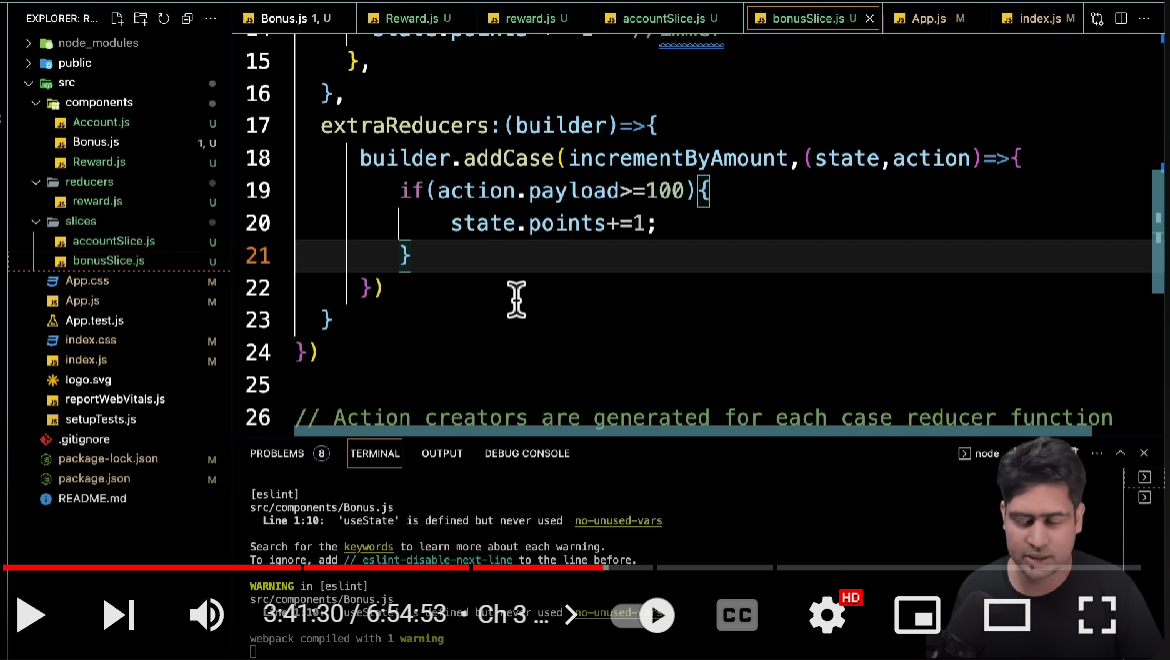 EXPLORER: R...
Bonus.js 1, U
Reward.js U
reward.js U
accountSlice.js U
bonusSlice.js U
App.js M
index.js M
node_modules
public
src
components
Account.js U
Bonus.js 1, U
Reward.js U
reducers
reward.js U
slices
accountSlice.js U
bonusSlice.js U
App.css M
App.js M
App.test.js
index.css M
index.js M
logo.svg
reportWebVitals.js
setupTests.js
.gitignore
package-lock.json M
package.json M
README.md
15 },
16 },
17 extraReducers:(builder)=>{
18 builder.addCase(incrementByAmount,(state,action)=>{
19 if(action.payload>=100){
20 state.points+=1;
21 }
22 })
23 }
24 })
25
26 // Action creators are generated for each case reducer function
PROBLEMS 8 TERMINAL OUTPUT DEBUG CONSOLE
node
[eslint]
src/components/Bonus.js
Line 1:10: 'useState' is defined but never used no-unused-vars
Search for the keywords to learn more about each warning.
To ignore, add // eslint-disable-next-line to the line before.
WARNING in [eslint]
src/components/Bonus.js
3:41:30 / 6:54:53 • Ch 3 ...
CC
HD
no-unused-vars
webpack compiled with 1 warning